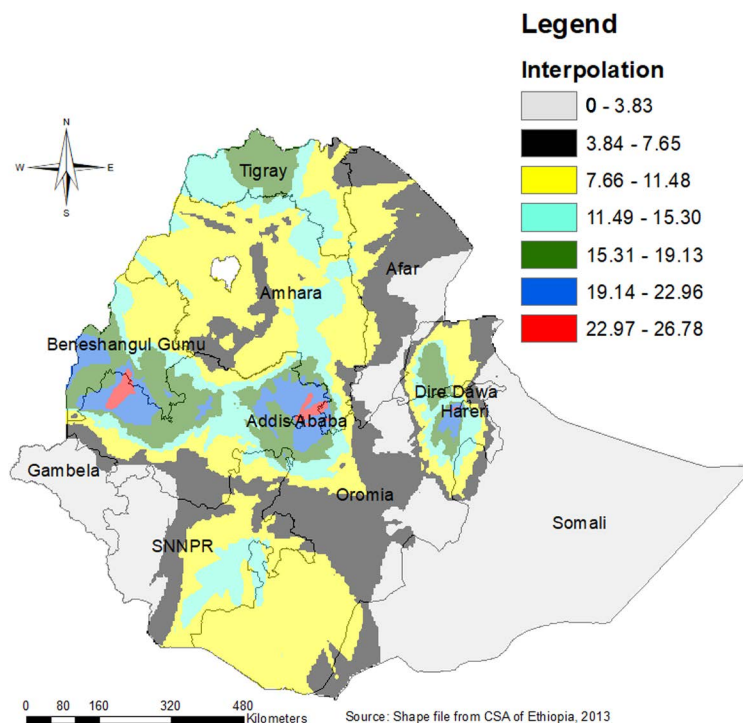 Legend
Interpolation
0 - 3.83
3.84 - 7.65
7.66 - 11.48
11.49 - 15.30
15.31 - 19.13
19.14 - 22.96
22.97 - 26.78
N
W E
S
Tigray
Afar
Amhara
Beneshangul Gumu
Dire Dawa
Hareri
Addis Ababa
Gambela
Oromia
Somali
SNNPR
0 80 160 320 480
Kilometers
Source: Shape file from CSA of Ethiopia, 2013